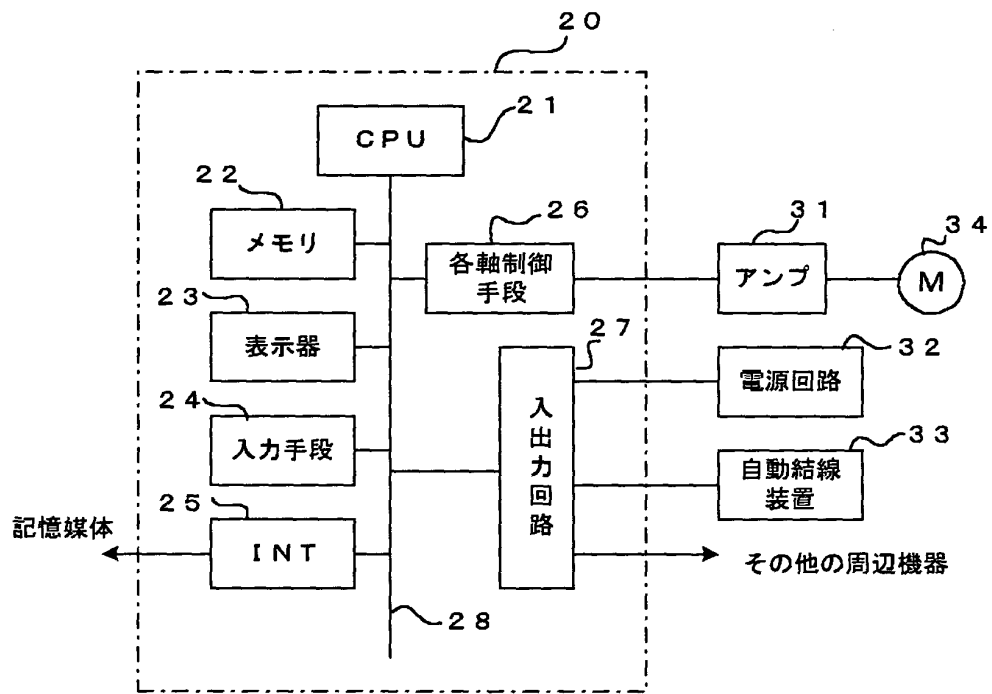 ２０
２１
ＣＰＵ
２２
メモリ
２６
各軸制御
手段
３１
アンプ
３４
Ｍ
２３
表示器
２７
入出力回路
３２
電源回路
２４
入力手段
３３
自動結線
装置
２５
ＩＮＴ
記憶媒体
その他の周辺機器
２８